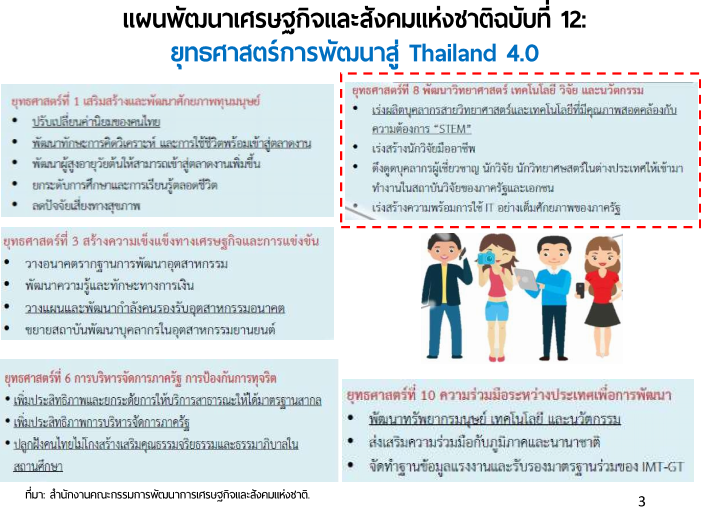 แผนพัฒนาเศรษฐกิจและสังคมแห่งชาติฉบับที่ 12:
ยุทธศาสตร์การพัฒนาสู่ Thailand 4.0
ยุทธศาสตร์ที่ 1 เสริมสร้างและพัฒนาศักยภาพทุนมนุษย์
• ปรับเปลี่ยนค่านิยมของคนไทย
• พัฒนาทักษะการคิดวิเคราะห์ และการใช้ชีวิตพร้อมเข้าสู่ตลาดงาน
• พัฒนาผู้สูงอายุวัยต้นให้สามารถเข้าสู่ตลาดงานเพิ่มขึ้น
• ยกระดับการศึกษาและการเรียนรู้ตลอดชีวิต
• ลดปัจจัยเสี่ยงทางสุขภาพ
ยุทธศาสตร์ที่ 3 สร้างความเข้มแข็งทางเศรษฐกิจและการแข่งขัน
• วางอนาคตรากฐานการพัฒนาอุตสาหกรรม
• พัฒนาความรู้และทักษะทางการเงิน
• วางแผนและพัฒนากำลังคนรองรับอุตสาหกรรมอนาคต
• ขยายสถาบันพัฒนาบุคลากรในอุตสาหกรรมยานยนต์
ยุทธศาสตร์ที่ 6 การบริหารจัดการภาครัฐ การป้องกันการทุจริต
• เพิ่มประสิทธิภาพและยกระดับการให้บริการสาธารณะให้ได้มาตรฐานสากล
• เพิ่มประสิทธิภาพการบริหารจัดการภาครัฐ
• ปลูกฝังคนไทยไม่โกงสร้างเสริมคุณธรรมจริยธรรมและธรรมาภิบาลใน
สถานศึกษา
ยุทธศาสตร์ที่ 8 พัฒนาวิทยาศาสตร์ เทคโนโลยี วิจัย และนวัตกรรม
• เร่งผลิตบุคลากรสายวิทยาศาสตร์และเทคโนโลยีที่มีคุณภาพสอดคล้องกับ
ความต้องการ "STEM"
• เร่งสร้างนักวิจัยมืออาชีพ
• ดึงดูดบุคลากรผู้เชี่ยวชาญ นักวิจัย นักวิทยาศษสตร์ในต่างประเทศให้เข้ามา
ทำงานในสถาบันวิจัยของภาครัฐและเอกชน
• เร่งสร้างความพร้อมการใช้ IT อย่างเต็มศักยภาพของภาครัฐ
ยุทธศาสตร์ที่ 10 ความร่วมมือระหว่างประเทศเพื่อการพัฒนา
• พัฒนาทรัพยากรมนุษย์ เทคโนโลยี และนวัตกรรม
• ส่งเสริมความร่วมมือกับภูมิภาคและนานาชาติ
• จัดทำฐานข้อมูลแรงงานและรับรองมาตรฐานร่วมของ IMT-GT
ที่มา: สำนักงานคณะกรรมการพัฒนาการเศรษฐกิจและสังคมแห่งชาติ.
3